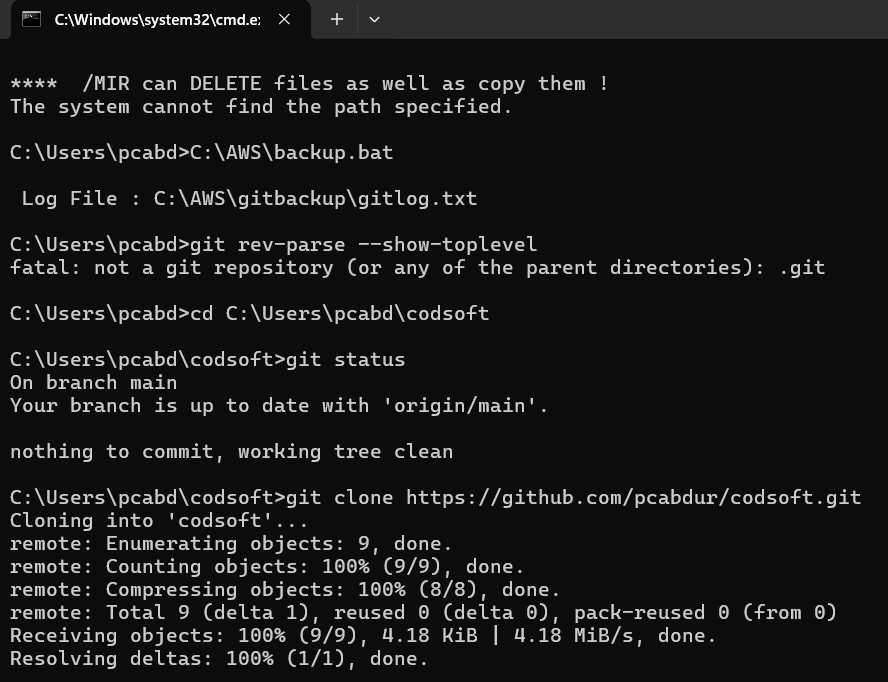 C:\Windows\system32\cmd.e
**** /MIR can DELETE files as well as copy them !
The system cannot find the path specified.
C:\Users\pcabd>C:\AWS\backup.bat
Log File : C:\AWS\gitbackup\gitlog.txt
C:\Users\pcabd>git rev-parse --show-toplevel
fatal: not a git repository (or any of the parent directories): .git
C:\Users\pcabd>cd C:\Users\pcabd\codsoft
C:\Users\pcabd\codsoft>git status
On branch main
Your branch is up to date with 'origin/main'.
nothing to commit, working tree clean
C:\Users\pcabd\codsoft>git clone https://github.com/pcabdur/codsoft.git
Cloning into 'codsoft'...
remote: Enumerating objects: 9, done.
remote: Counting objects: 100% (9/9), done.
remote: Compressing objects: 100% (8/8), done.
remote: Total 9 (delta 1), reused 0 (delta 0), pack-reused 0 (from 0)
Receiving objects: 100% (9/9), 4.18 KiB | 4.18 MiB/s, done.
Resolving deltas: 100% (1/1), done.